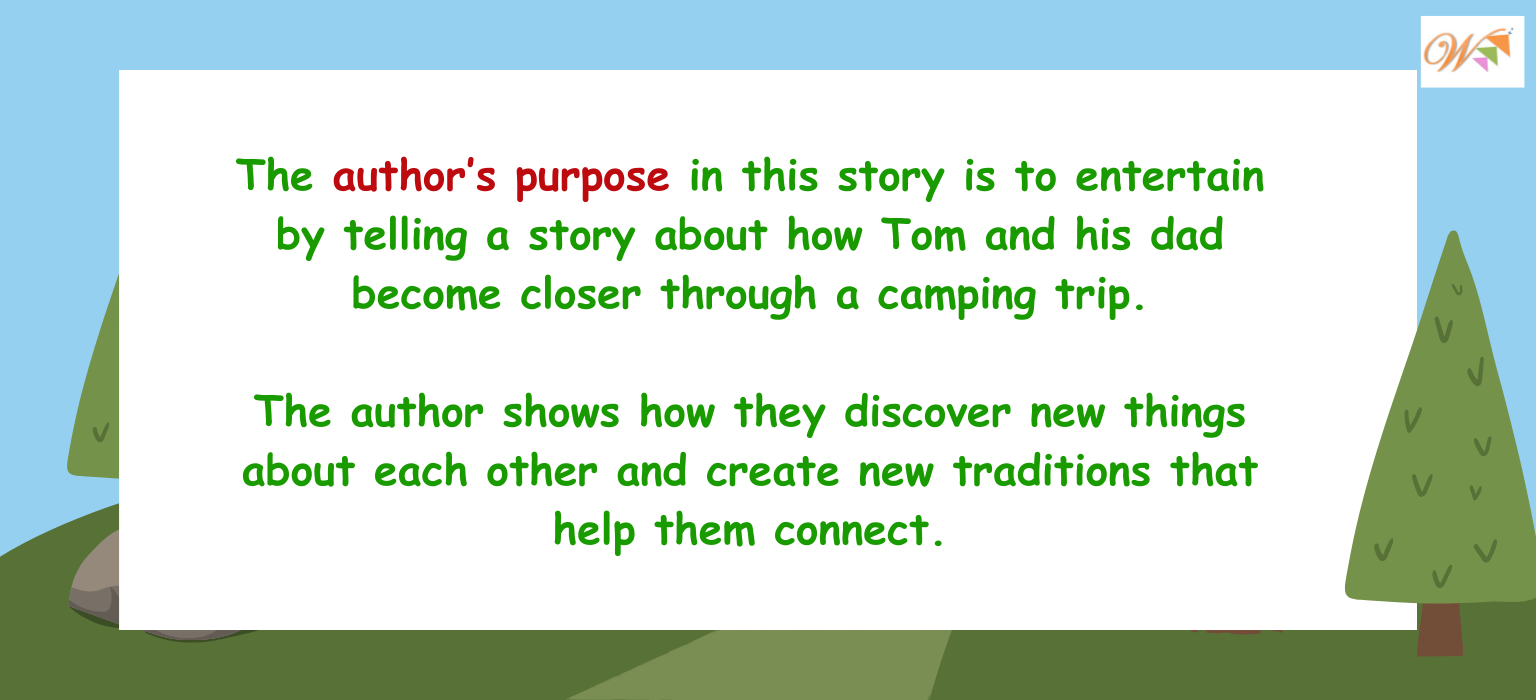 The author's purpose in this story is to entertain
by telling a story about how Tom and his dad
become closer through a camping trip.
The author shows how they discover new things
about each other and create new traditions that
help them connect.